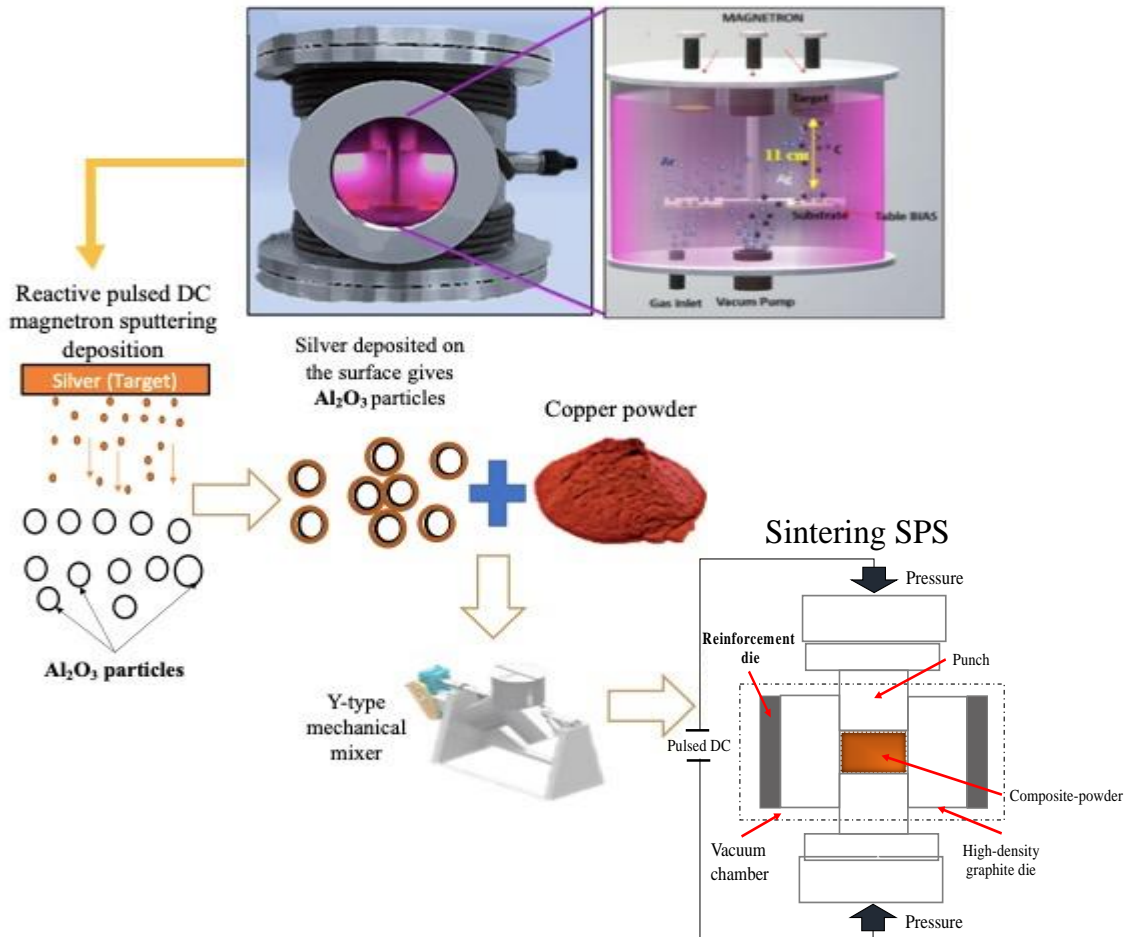 MAGNETRON
Target
11 cm
C
Ar
Ag
Substrate
Table BIAS
Gas Inlet
Vacum Pump
Reactive pulsed DC
magnetron sputtering
deposition
Silver (Target)
Al₂O₃ particles
Silver deposited on
the surface gives
Al₂O₃ particles
Copper powder
Y-type
mechanical
mixer
Sintering SPS
Pressure
Reinforcement
die
Punch
Pulsed DC
Composite-powder
Vacuum
chamber
High-density
graphite die
Pressure